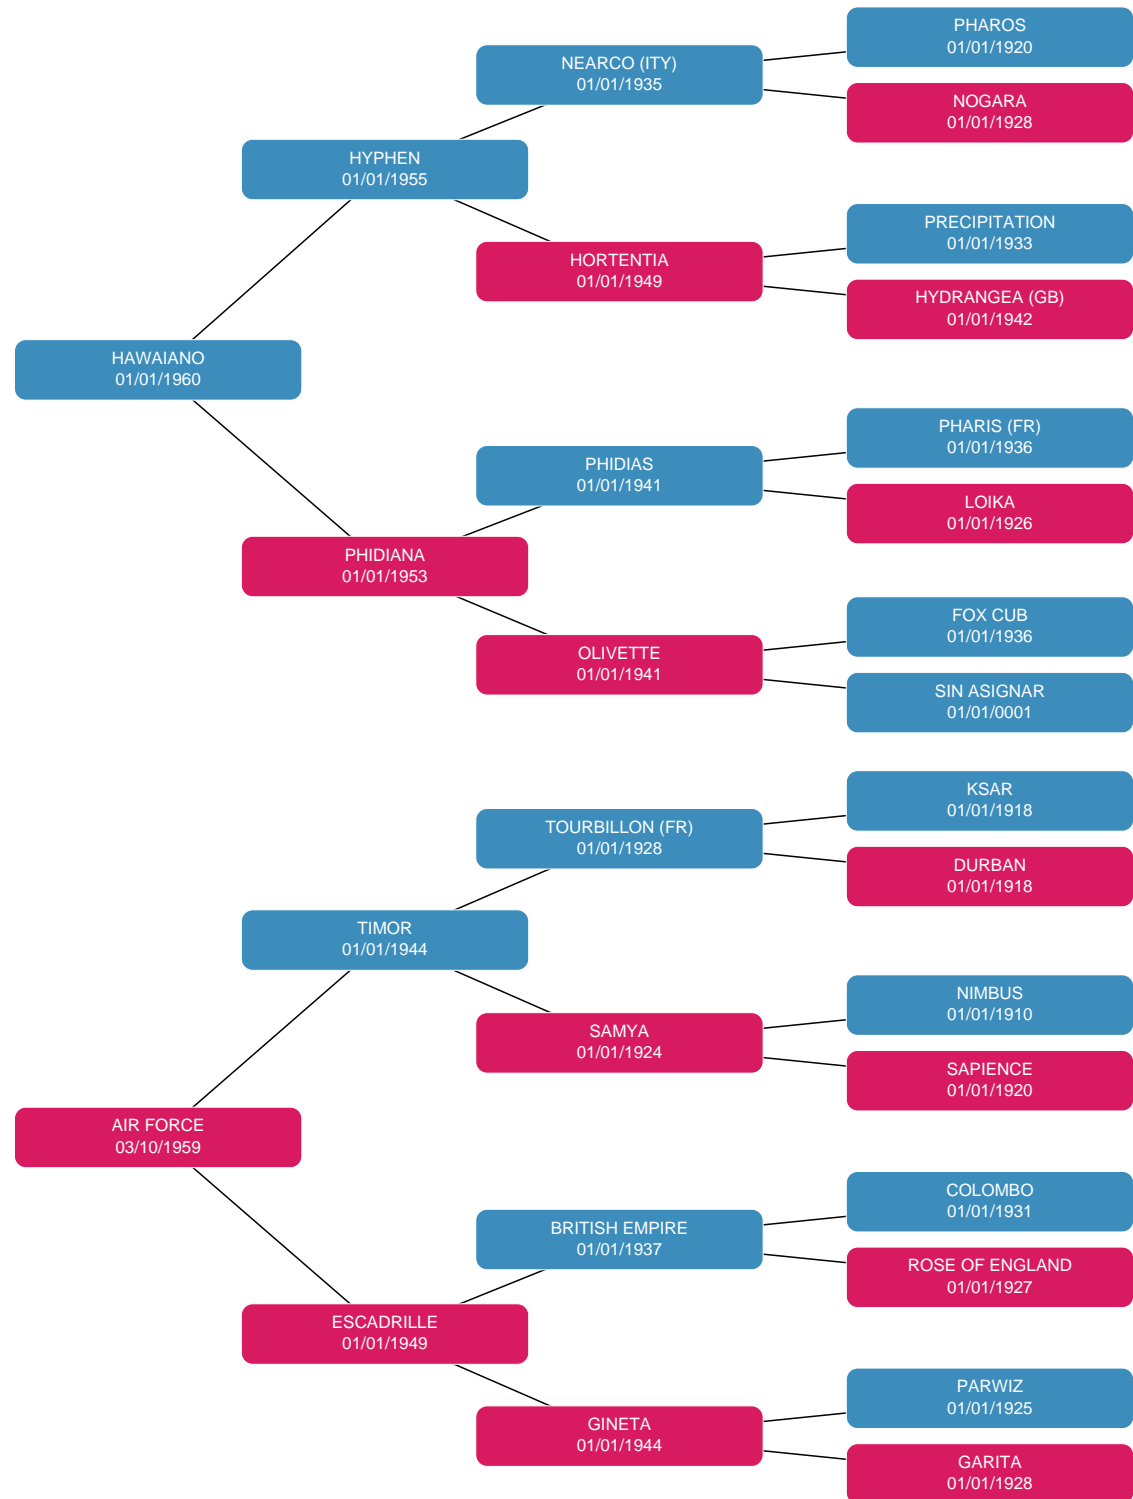 PHAROS
01/01/1920
NEARCO (ITY)
01/01/1935
NOGARA
01/01/1928
HYPHEN
01/01/1955
PRECIPITATION
01/01/1933
HORTENTIA
01/01/1949
HYDRANGEA (GB)
01/01/1942
HAWAIANO
01/01/1960
PHARIS (FR)
01/01/1936
PHIDIAS
01/01/1941
LOIKA
01/01/1926
PHIDIANA
01/01/1953
FOX CUB
01/01/1936
OLIVETTE
01/01/1941
SIN ASIGNAR
01/01/0001
KSAR
01/01/1918
TOURBILLON (FR)
01/01/1928
DURBAN
01/01/1918
TIMOR
01/01/1944
NIMBUS
01/01/1910
SAMYA
01/01/1924
SAPIENCE
01/01/1920
AIR FORCE
03/10/1959
COLOMBO
01/01/1931
BRITISH EMPIRE
01/01/1937
ROSE OF ENGLAND
01/01/1927
ESCADRILLE
01/01/1949
PARWIZ
01/01/1925
GINETA
01/01/1944
GARITA
01/01/1928